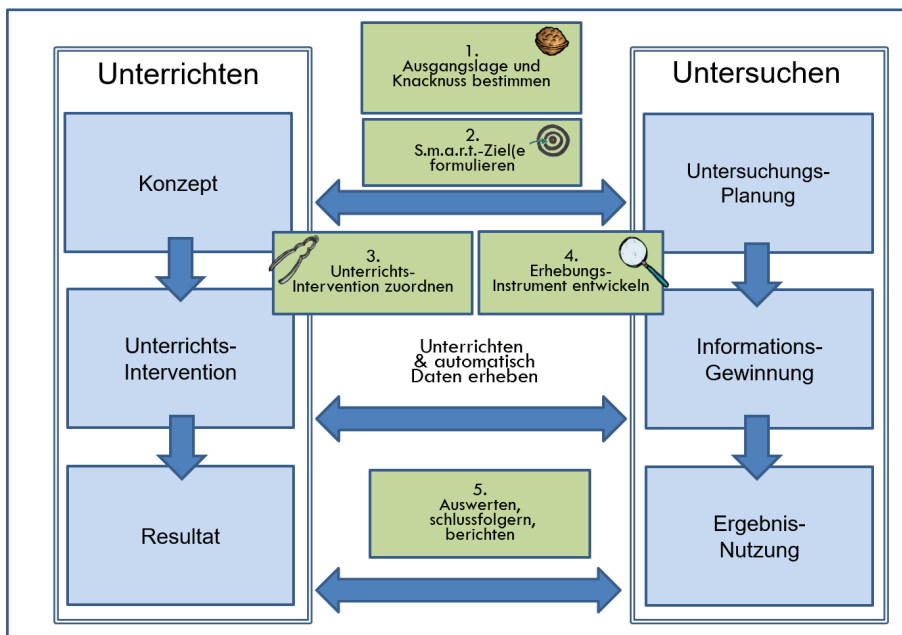 Unterrichten
Konzept
Unterrichts-
Intervention
Resultat
1.
Ausgangslage und
Knacknuss bestimmen
2.
S.m.a.r.t.-Ziel(e
formulieren
3.
Unterrichts-
Intervention zuordnen
4.
Erhebungs-
Instrument entwickeln
Unterrichten
& automatisch
Daten erheben
5.
Auswerten,
schlussfolgern,
berichten
Untersuchen
Untersuchungs-
Planung
Informations-
Gewinnung
Ergebnis-
Nutzung